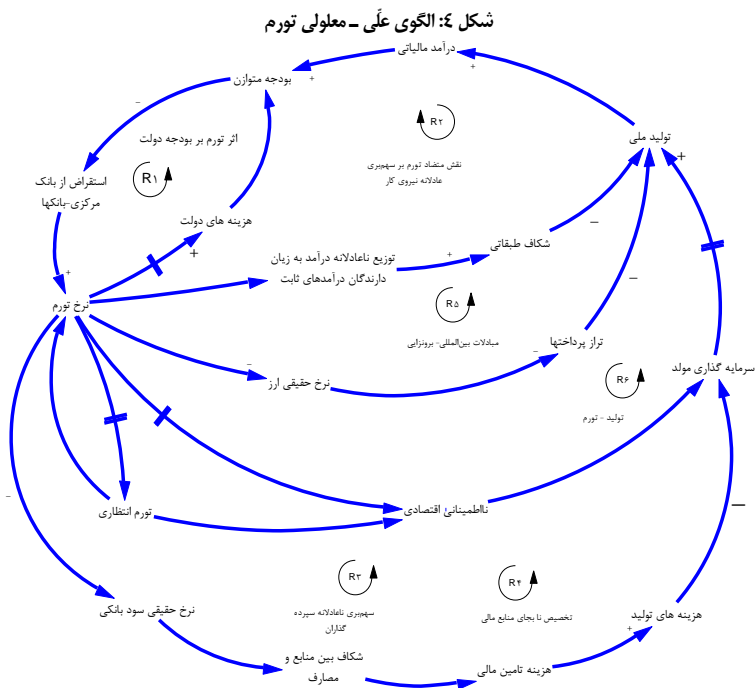 شکل ٤: الگوی علّی ـ معلولی تورم
درآمد مالیاتی
+
+
بودجه متوازن
-
R۲
اثر تورم بر بودجه دولت
تولید ملی
+
نقش متضاد تورم بر سهم‌بری
عادلانه نیروی کار
R۱
استقراض از بانک
مرکزی-بانکها
هزینه های دولت
+
شکاف طبقاتی
-
+
توزیع ناعادلانه درآمد به زیان
دارندگان درآمدهای ثابت
+
نرخ تورم
R۵
-
مبادلات بین‌المللی- برونزایی
تراز پرداختها
-
-
نرخ حقیقی ارز
R۶
سرمایه گذاری مولد
تولید - تورم
-
تورم انتظاری
نااطمینانئ اقتصادی
-
R۳
R۴
نرخ حقیقی سود بانکی
سهم‌بری ناعادلانه سپرده
گذاران
تخصیص نا بجای منابع مالی
هزینه های تولید
+
شکاف بین منابع و
مصارف
هزینه تامین مالی